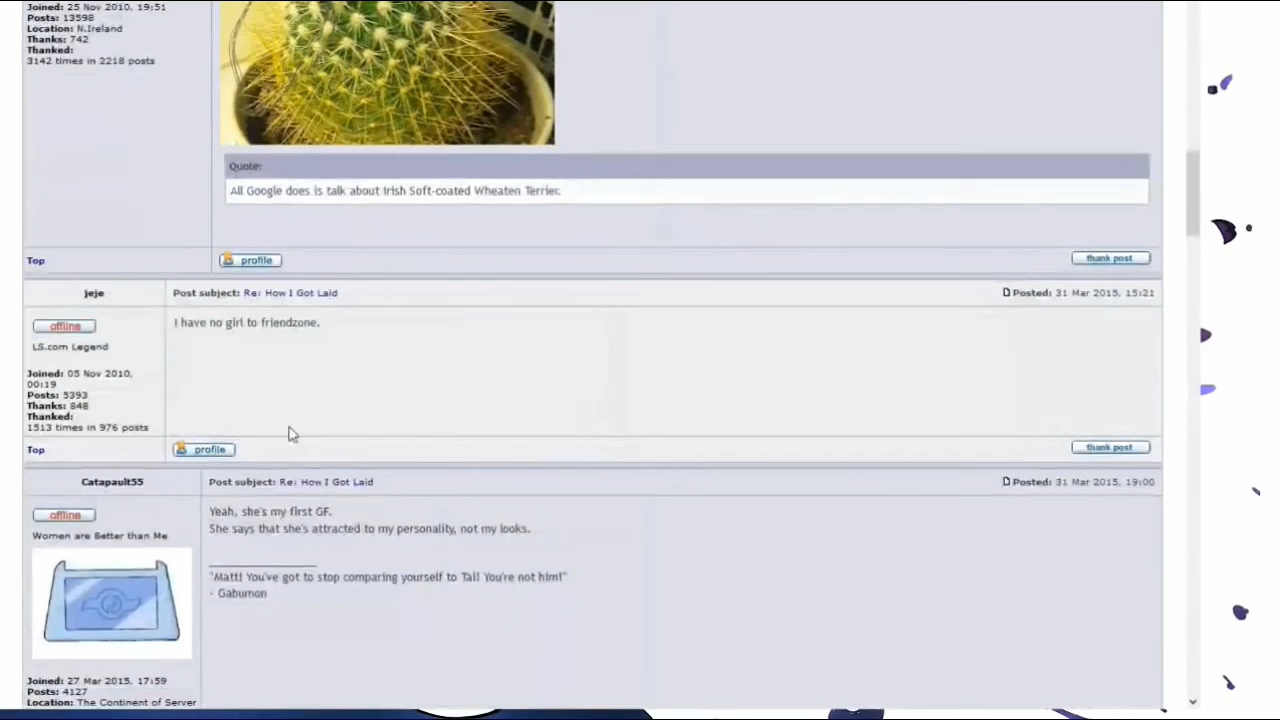 Joined: 25 Nov 2010, 19:51
Posts: 13598
Location: N.Ireland
Thanks: 742
Thanked:
3142 times in 2218 posts
Quote:
All Google does is talk about Irish Soft-coated Wheaten Terrier.
Top
profile
thank post
jeje
Post subject: Re: How I Got Laid
Posted: 31 Mar 2015, 15:21
offline
LS.com Legend
Joined: 05 Nov 2010,
00:19
Posts: 5393
Thanks: 848
Thanked:
1513 times in 976 posts
I have no girl to friendzone.
Top
profile
thank post
Catapault55
Post subject: Re: How I Got Laid
Posted: 31 Mar 2015, 19:00
offline
Women are Better than Me
Joined: 27 Mar 2015, 17:59
Posts: 4127
Location: The Continent of Server
Yeah, she's my first GF.
She says that she's attracted to my personality, not my looks.
"Matt! You've got to stop comparing yourself to Tai! You're not him!"
- Gabumon